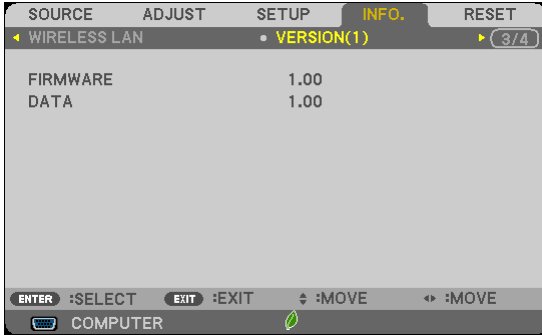 SOURCE ADJUST SETUP INFO. RESET
WIRELESS LAN • VERSION(1) 3/4
FIRMWARE 1.00
DATA 1.00
ENTER :SELECT EXIT :EXIT :MOVE :MOVE
COMPUTER